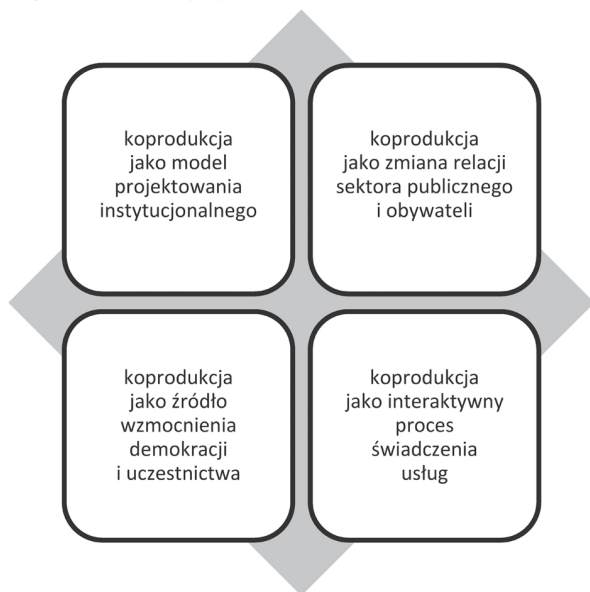 koprodukcja
jako model
projektowania
instytucjonalnego
koprodukcja
jako zmiana relacji
sektora publicznego
i obywateli
koprodukcja
jako źródło
wzmocnienia
demokracji
i uczestnictwa
koprodukcja
jako interaktywny
proces
świadczenia
usług